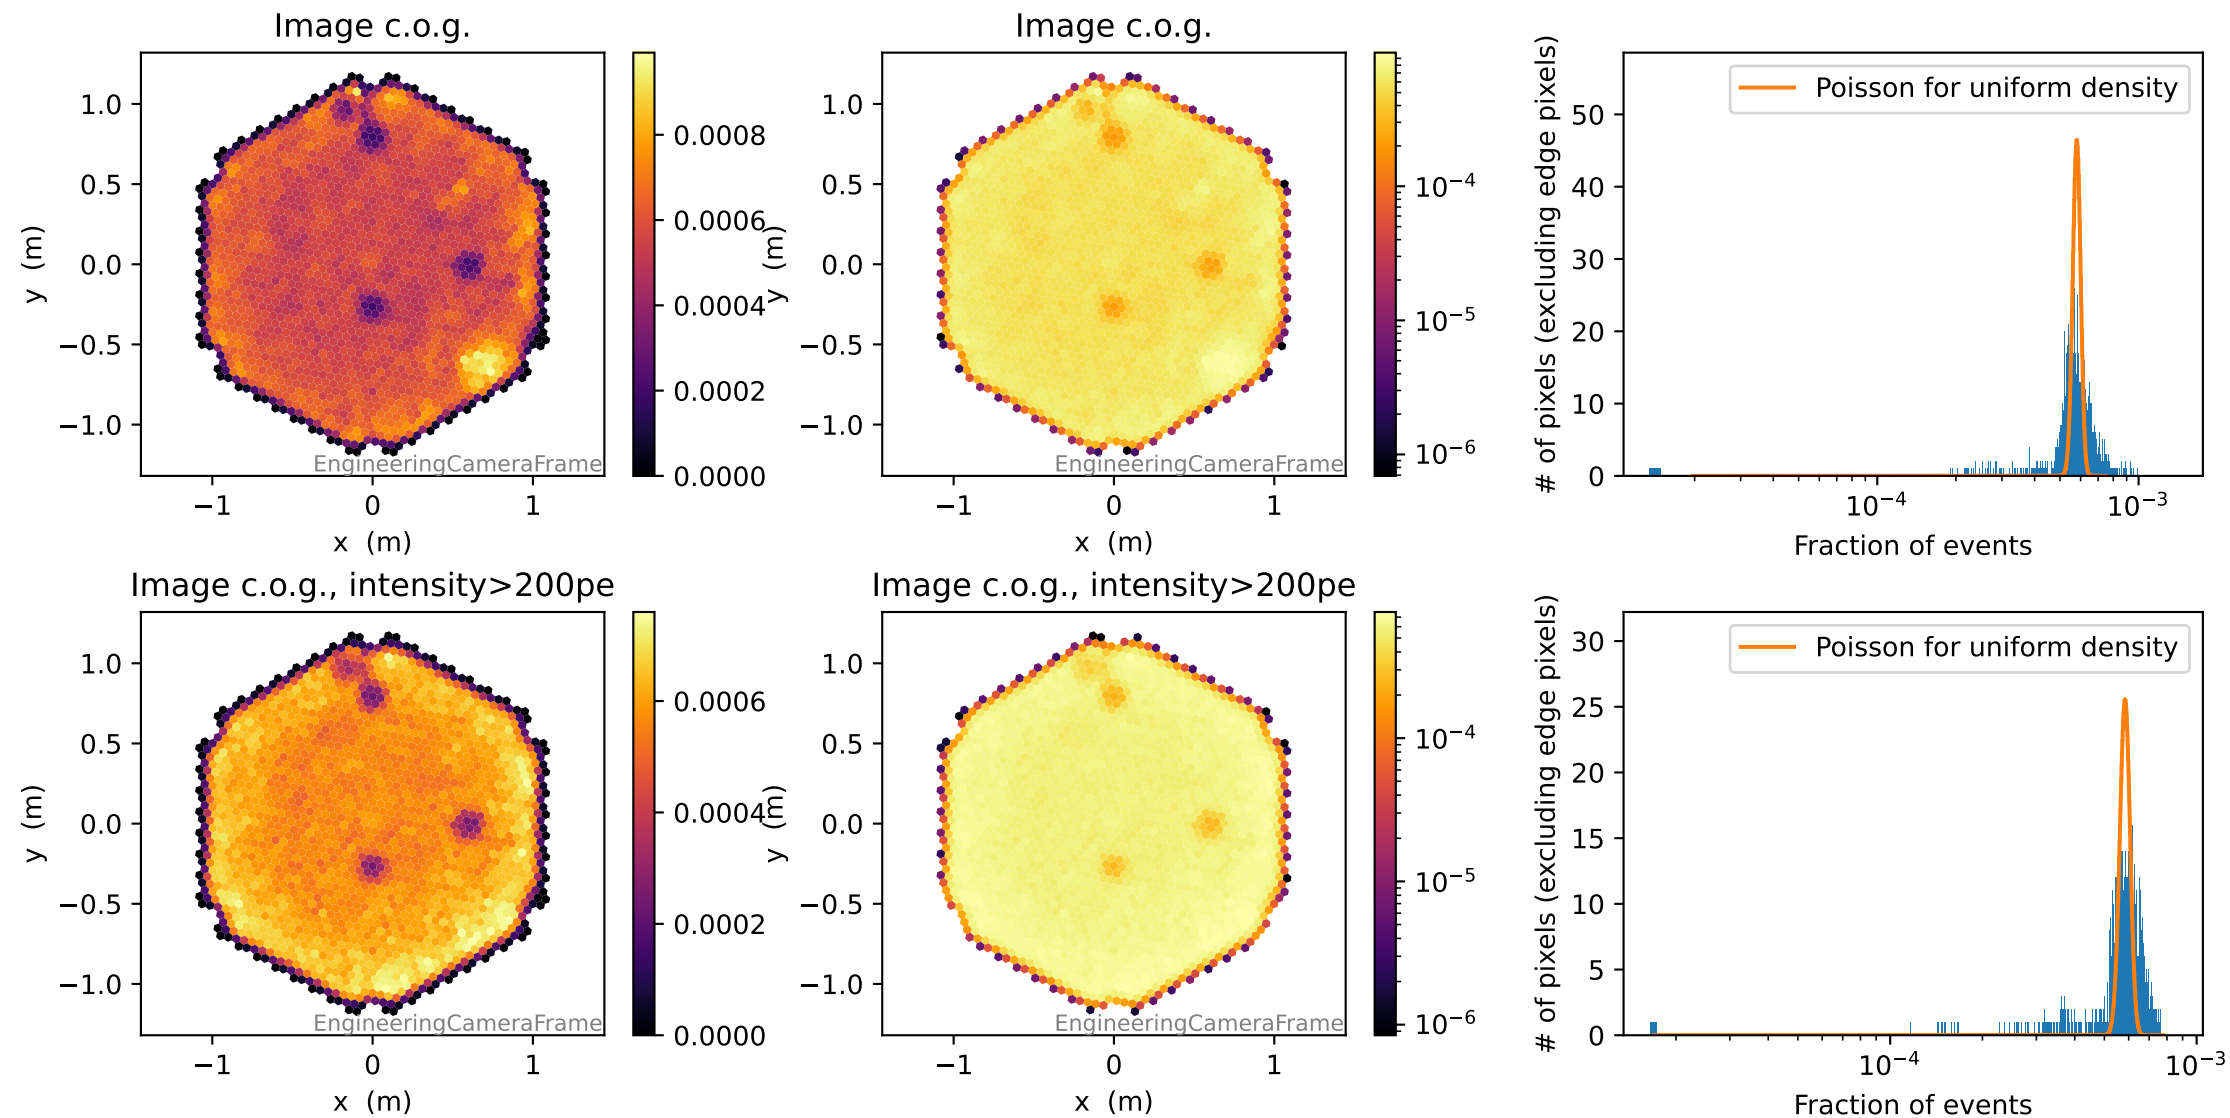 Image c.o.g.
1.0
0.5
0.0
−0.5
−1.0
y (m)
−1
0
1
x (m)
EngineeringCameraFrame
0.0008
0.0006
0.0004
0.0002
0.0000
Image c.o.g.
1.0
0.5
0.0
−0.5
−1.0
y (m)
−1
0
1
x (m)
EngineeringCameraFrame
10⁻⁴
10⁻⁵
10⁻⁶
Poisson for uniform density
# of pixels (excluding edge pixels)
50
40
30
20
10
0
10⁻⁴
10⁻³
Fraction of events
Image c.o.g., intensity>200pe
1.0
0.5
0.0
−0.5
−1.0
y (m)
−1
0
1
x (m)
EngineeringCameraFrame
0.0006
0.0004
0.0002
0.0000
Image c.o.g., intensity>200pe
1.0
0.5
0.0
−0.5
−1.0
y (m)
−1
0
1
x (m)
EngineeringCameraFrame
10⁻⁴
10⁻⁵
10⁻⁶
Poisson for uniform density
# of pixels (excluding edge pixels)
30
25
20
15
10
5
0
10⁻⁴
10⁻³
Fraction of events